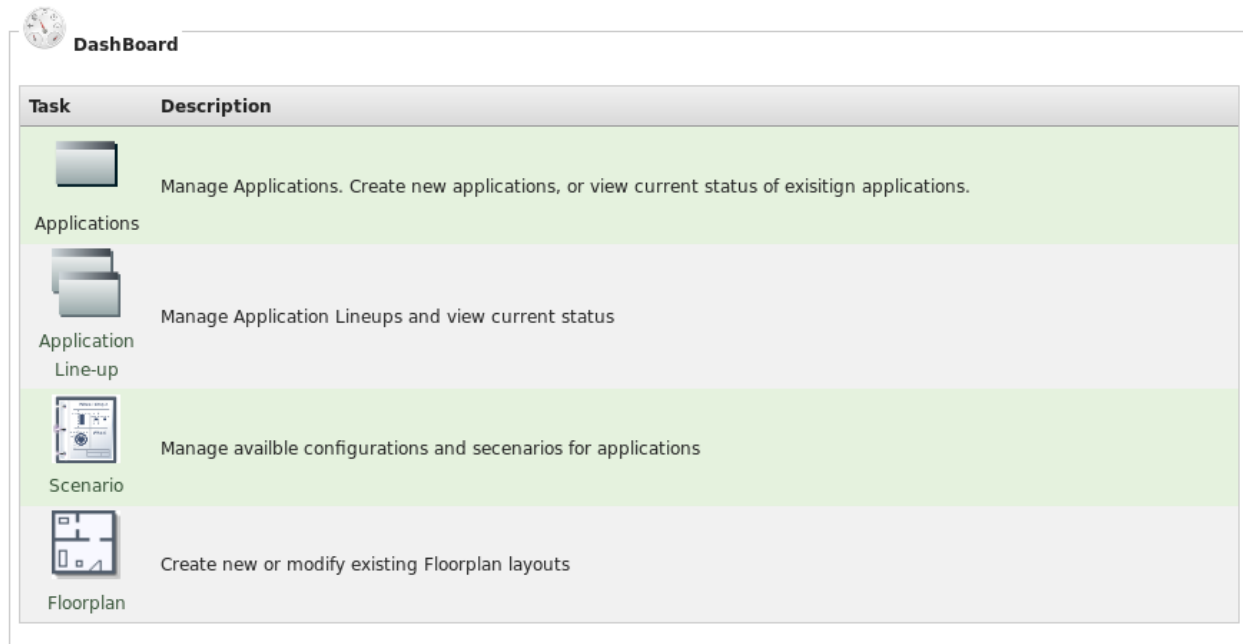 DashBoard
Task Description
Manage Applications. Create new applications, or view current status of exisitign applications.
Applications
Manage Application Lineups and view current status
Application
Line-up
Manage availble configurations and secenarios for applications
Scenario
Create new or modify existing Floorplan layouts
Floorplan